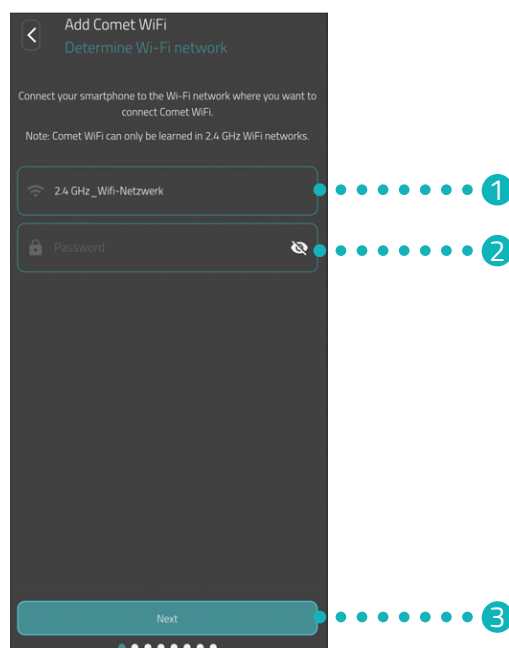 Add Comet WiFi
Determine Wi-Fi network
Connect your smartphone to the Wi-Fi network where you want to
connect Comet WiFi.
Note: Comet WiFi can only be learned in 2.4 GHz WiFi networks.
2.4 GHz_Wifi-Netzwerk
1
Password
2
Next
3